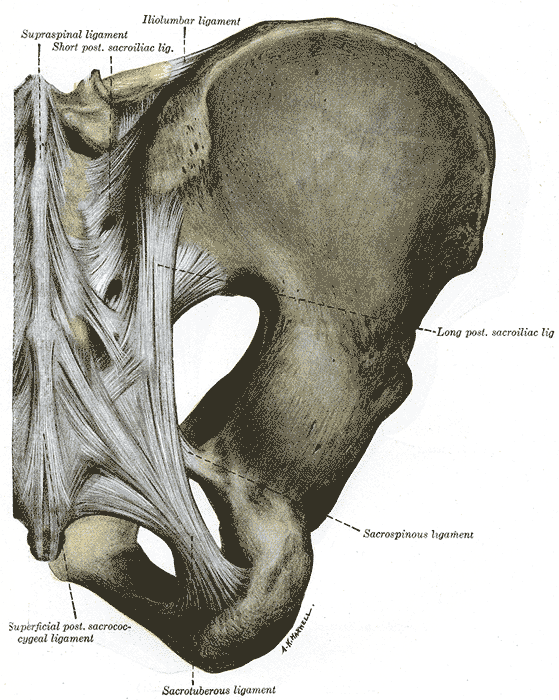 Iliolumbar ligament
Supraspinal ligament
Short post. sacroiliac lig.
Long post. sacroiliac lig
Sacrospinous ligament
Superficial post. sacrococ-
cygeal ligament
Sacrotuberous ligament
A.K. MAXWELL.